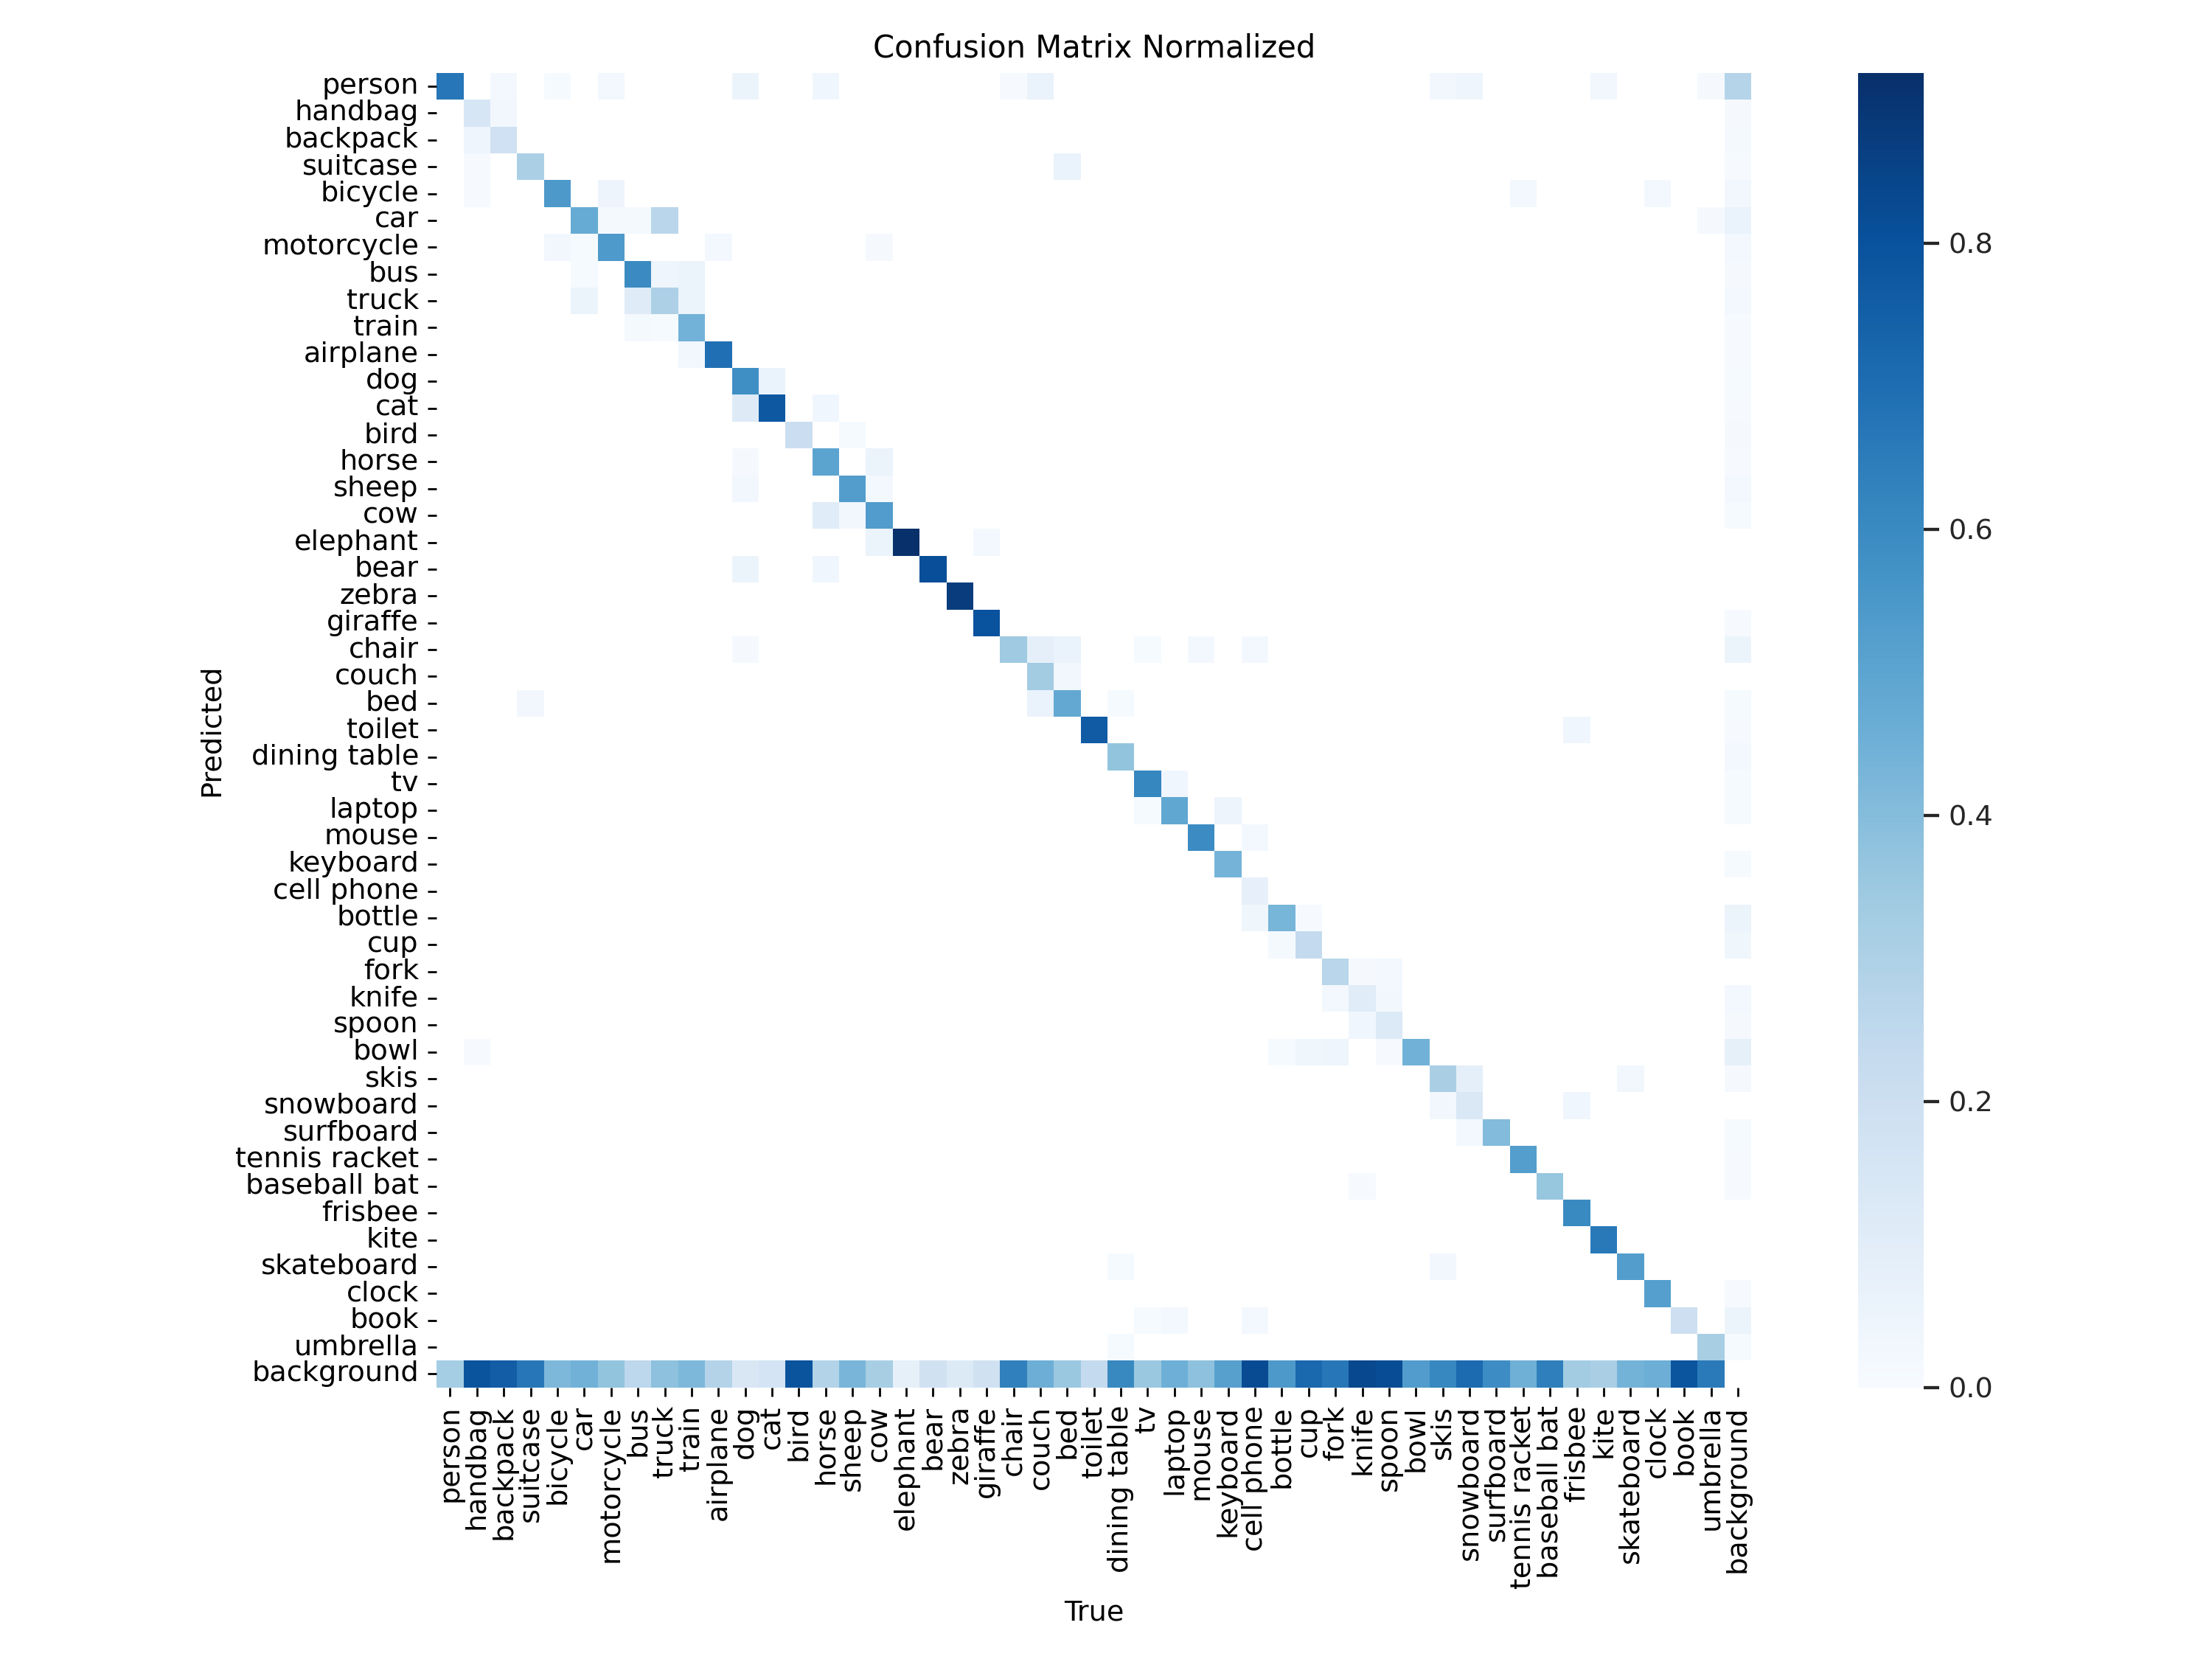 Confusion Matrix Normalized
person
handbag
backpack
suitcase
bicycle
car
motorcycle
bus
truck
train
airplane
dog
cat
bird
horse
sheep
cow
elephant
bear
zebra
giraffe
chair
couch
bed
toilet
dining table
tv
laptop
mouse
keyboard
cell phone
bottle
cup
fork
knife
spoon
bowl
skis
snowboard
surfboard
tennis racket
baseball bat
frisbee
kite
skateboard
clock
book
umbrella
background
Predicted
person
handbag
backpack
suitcase
bicycle
car
motorcycle
bus
truck
train
airplane
dog
cat
bird
horse
sheep
cow
elephant
bear
zebra
giraffe
chair
couch
bed
toilet
dining table
tv
laptop
mouse
keyboard
cell phone
bottle
cup
fork
knife
spoon
bowl
skis
snowboard
surfboard
tennis racket
baseball bat
frisbee
kite
skateboard
clock
book
umbrella
background
True
0.8
0.6
0.4
0.2
0.0